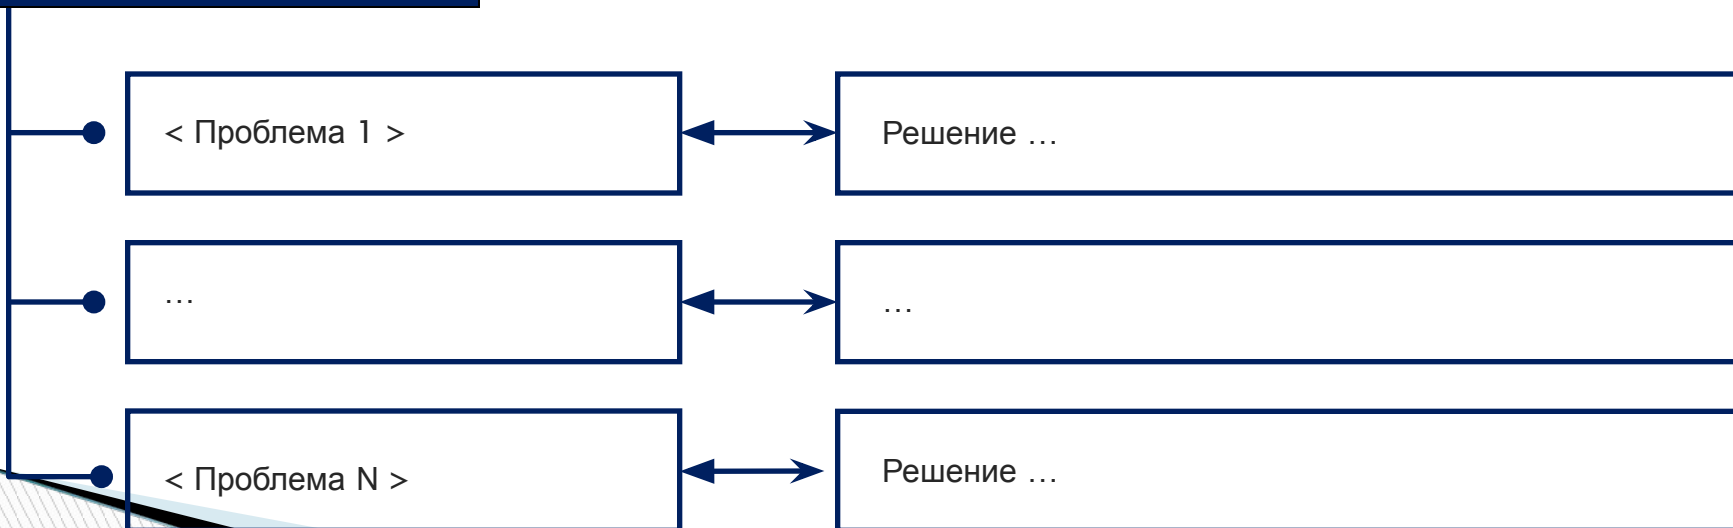 < Проблема 1 >
Решение ...
...
...
< Проблема N >
Решение ...